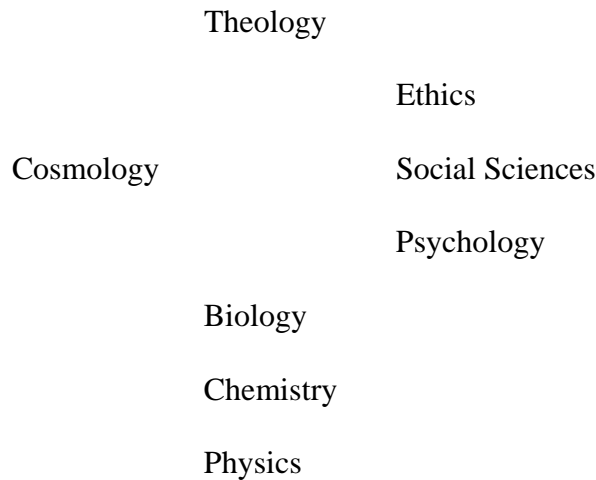 Theology
Ethics
Cosmology Social Sciences
Psychology
Biology
Chemistry
Physics